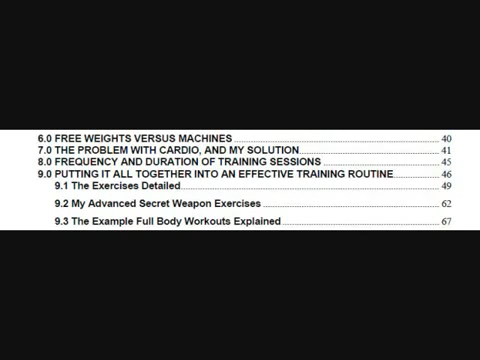 6.0 FREE WEIGHTS VERSUS MACHINES 40
7.0 THE PROBLEM WITH CARDIO, AND MY SOLUTION 41
8.0 FREQUENCY AND DURATION OF TRAINING SESSIONS 45
9.0 PUTTING IT ALL TOGETHER INTO AN EFFECTIVE TRAINING ROUTINE 46
9.1 The Exercises Detailed 49
9.2 My Advanced Secret Weapon Exercises 62
9.3 The Example Full Body Workouts Explained 67